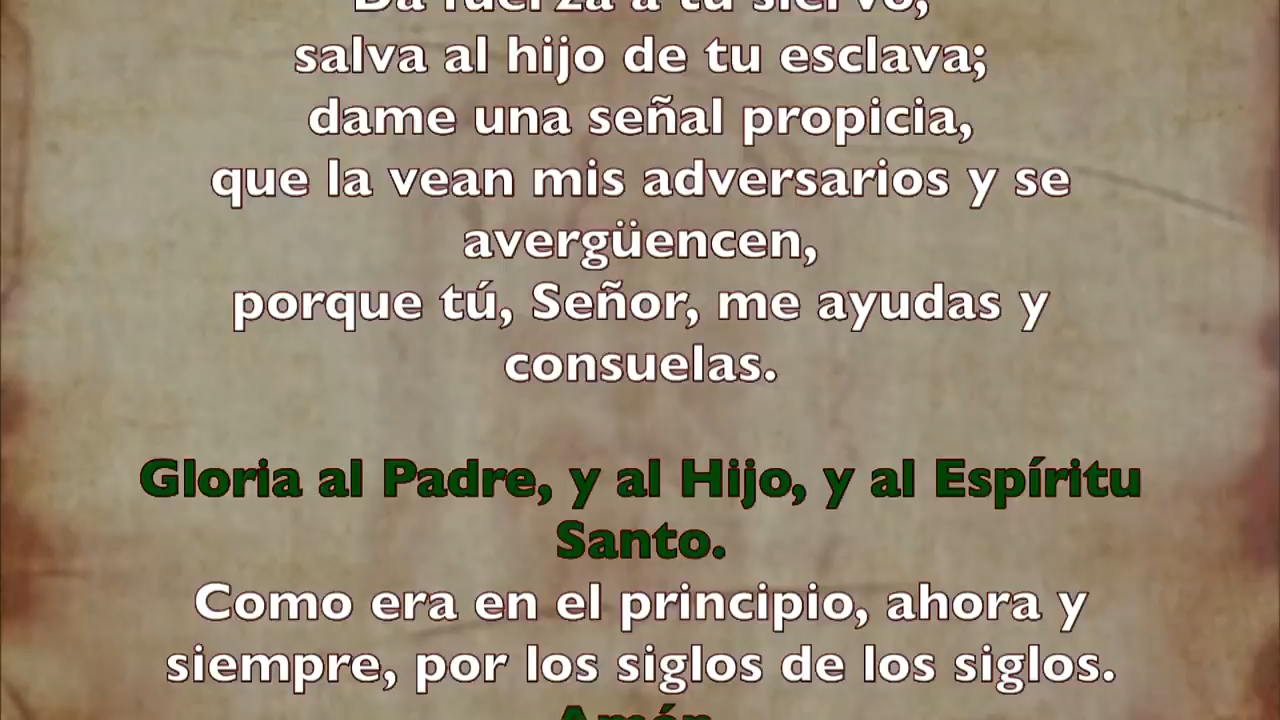 Da fuerza a tu siervo,
salva al hijo de tu esclava;
dame una señal propicia,
que la vean mis adversarios y se
avergüencen,
porque tú, Señor, me ayudas y
consuelas.
Gloria al Padre, y al Hijo, y al Espíritu
Santo.
Como era en el principio, ahora y
siempre, por los siglos de los siglos.
Amén.